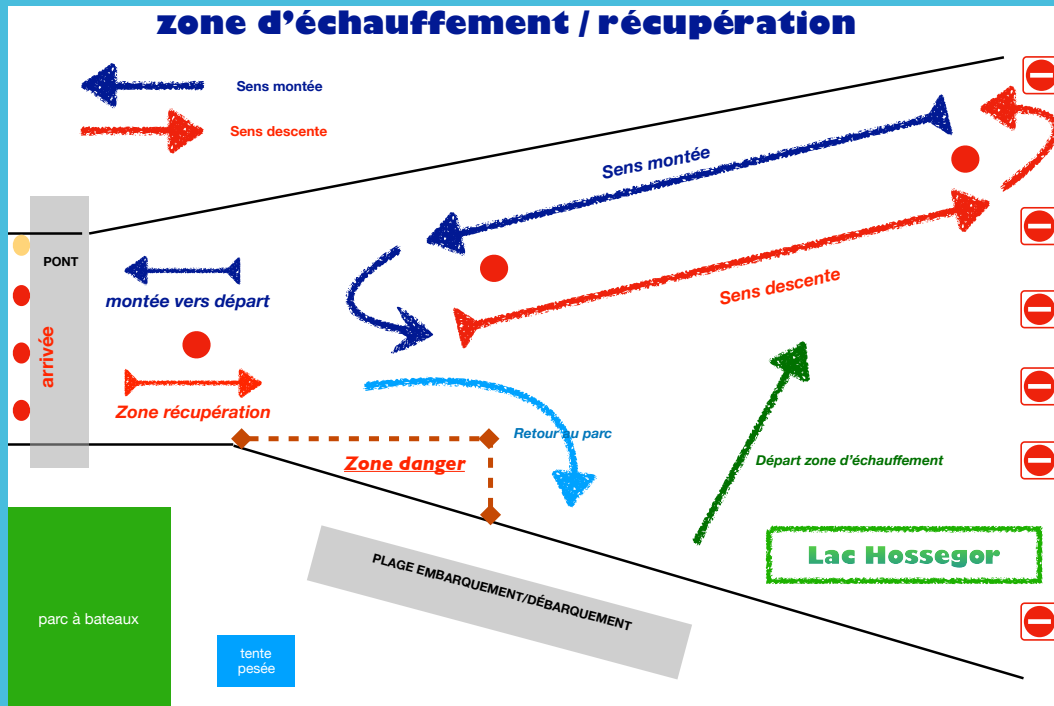 zone d’échauffement / récupération
Sens montée
Sens descente
Sens montée
PONT
montée vers départ
Sens descente
arrivée
Zone récupération
Retour au parc
Zone danger
Départ zone d’échauffement
Lac Hossegor
PLAGE EMBARQUEMENT/DÉBARQUEMENT
parc à bateaux
tente
pesée